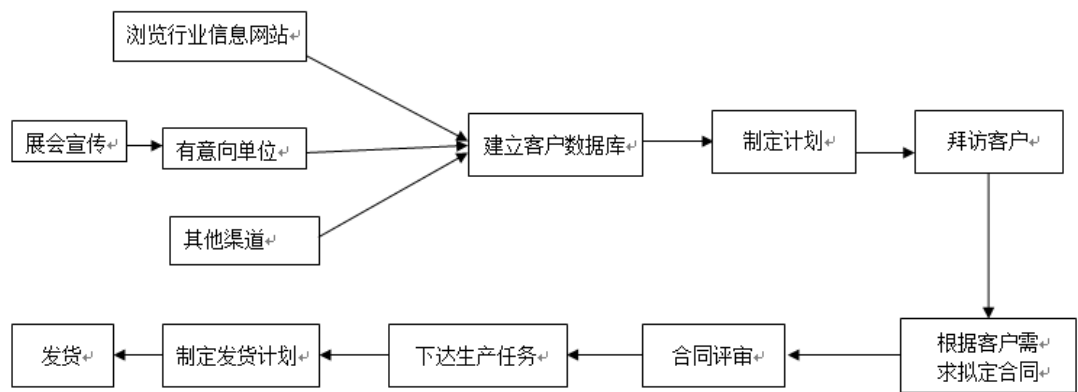 浏览行业信息网站
展会宣传
有意向单位
其他渠道
建立客户数据库
制定计划
拜访客户
根据客户需
求拟定合同
合同评审
下达生产任务
制定发货计划
发货